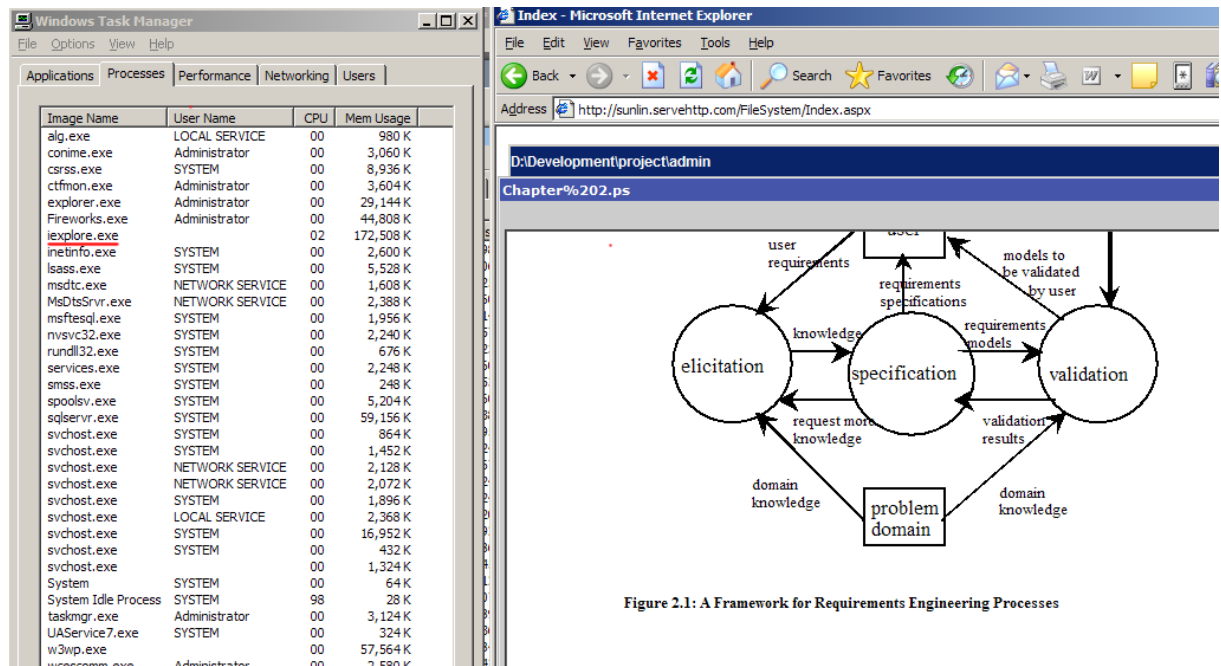 Windows Task Manager
File Options View Help
Applications Processes Performance Networking Users
Image Name User Name CPU Mem Usage
alg.exe LOCAL SERVICE 00 980 K
conime.exe Administrator 00 3,060 K
csrss.exe SYSTEM 00 8,936 K
ctfmon.exe Administrator 00 3,604 K
explorer.exe Administrator 00 29,144 K
Fireworks.exe Administrator 00 44,808 K
iexplore.exe 02 172,508 K
inetinfo.exe SYSTEM 00 2,600 K
lsass.exe SYSTEM 00 5,528 K
msdtc.exe NETWORK SERVICE 00 1,608 K
MsDtsSrvr.exe NETWORK SERVICE 00 2,388 K
msftesql.exe SYSTEM 00 1,956 K
nvsvc32.exe SYSTEM 00 2,240 K
rundll32.exe SYSTEM 00 676 K
services.exe SYSTEM 00 2,248 K
smss.exe SYSTEM 00 248 K
spoolsv.exe SYSTEM 00 5,204 K
sqlservr.exe SYSTEM 00 59,156 K
svchost.exe SYSTEM 00 864 K
svchost.exe SYSTEM 00 1,452 K
svchost.exe NETWORK SERVICE 00 2,128 K
svchost.exe NETWORK SERVICE 00 2,072 K
svchost.exe SYSTEM 00 1,896 K
svchost.exe LOCAL SERVICE 00 2,368 K
svchost.exe SYSTEM 00 16,952 K
svchost.exe SYSTEM 00 432 K
svchost.exe 00 1,324 K
System SYSTEM 00 64 K
System Idle Process SYSTEM 98 28 K
taskmgr.exe Administrator 00 3,124 K
UAService7.exe SYSTEM 00 324 K
w3wp.exe 00 57,564 K
wcescomm.exe Administrator 00 2,580 K
Index - Microsoft Internet Explorer
File Edit View Favorites Tools Help
Back Search Favorites
Address http://sunlin.servehttp.com/FileSystem/Index.aspx
D:\Development\project\admin
Chapter%202.ps
user
user
requirements
requirements
specifications
models to
be validated
by user
knowledge
requirements
models
elicitation
specification
validation
request more
knowledge
validation
results
domain
knowledge
problem
domain
domain
knowledge
Figure 2.1: A Framework for Requirements Engineering Processes